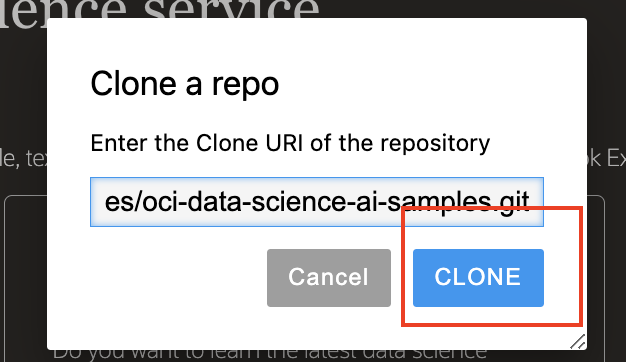 ence service
Clone a repo
Enter the Clone URI of the repository
le, tex
ok Ex
es/oci-data-science-ai-samples.git
Cancel
CLONE
Do you want to learn the latest data science